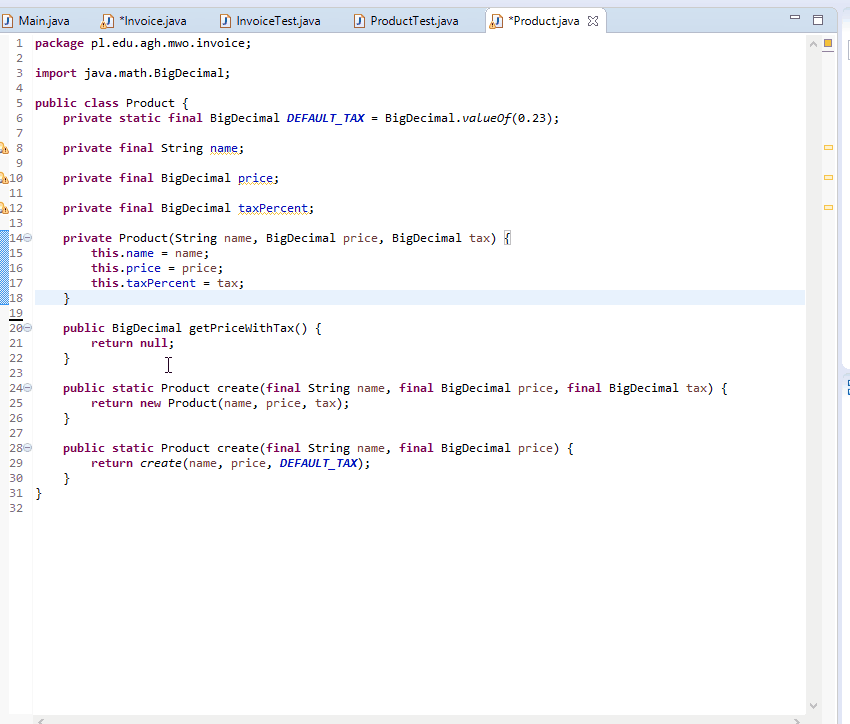 Main.java *Invoice.java InvoiceTest.java ProductTest.java *Product.java
1 package pl.edu.agh.mwo.invoice;
2
3 import java.math.BigDecimal;
4
5 public class Product {
6 private static final BigDecimal DEFAULT_TAX = BigDecimal.valueOf(0.23);
7
8 private final String name;
9
10 private final BigDecimal price;
11
12 private final BigDecimal taxPercent;
13
14 private Product(String name, BigDecimal price, BigDecimal tax) {
15 this.name = name;
16 this.price = price;
17 this.taxPercent = tax;
18 }
19
20 public BigDecimal getPriceWithTax() {
21 return null;
22 }
23
24 public static Product create(final String name, final BigDecimal price, final BigDecimal tax) {
25 return new Product(name, price, tax);
26 }
27
28 public static Product create(final String name, final BigDecimal price) {
29 return create(name, price, DEFAULT_TAX);
30 }
31 }
32